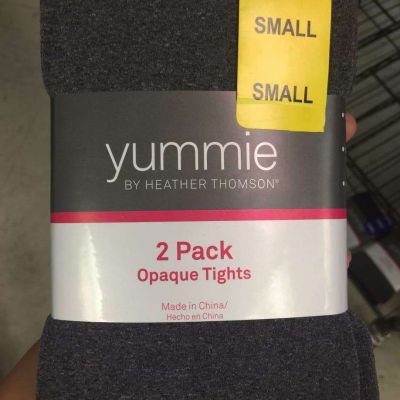 SMALL
SMALL
yummie
BY HEATHER THOMSON®
2 Pack
Opaque Tights
Made in China/
Hecho en China